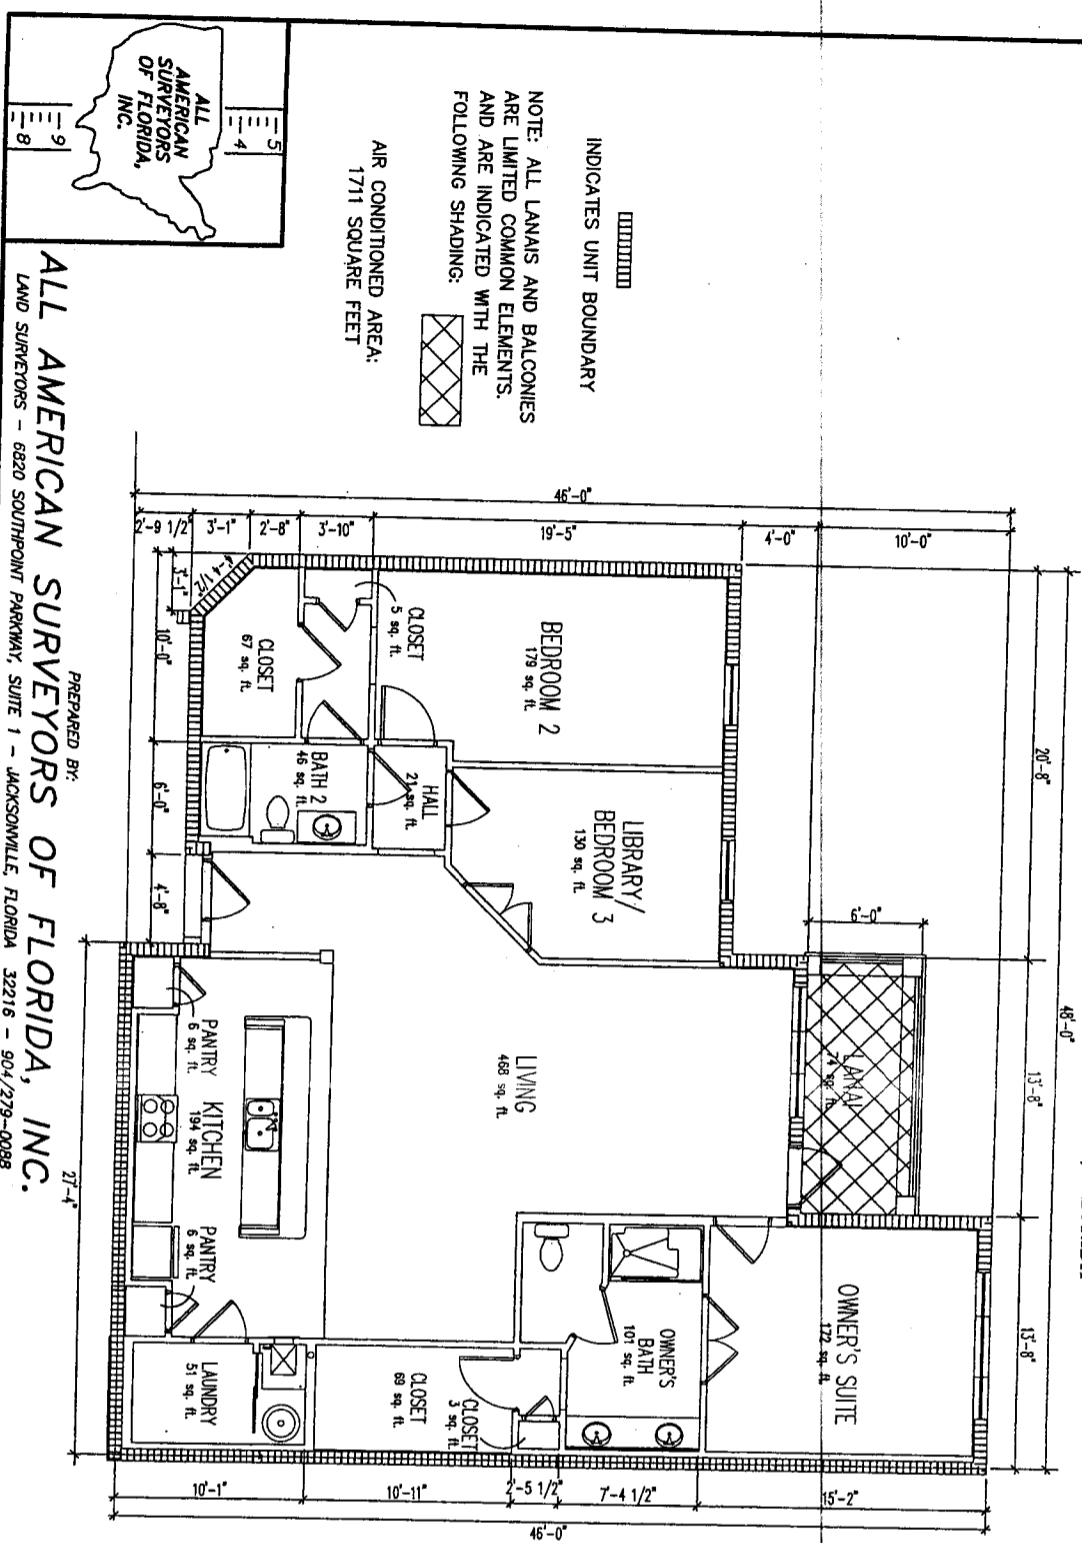 ALL
AMERICAN
SURVEYORS
OF FLORIDA,
INC.
5
4
9
8
INDICATES UNIT BOUNDARY
NOTE: ALL LANAIS AND BALCONIES
ARE LIMITED COMMON ELEMENTS.
AND ARE INDICATED WITH THE
FOLLOWING SHADING:
AIR CONDITIONED AREA:
1711 SQUARE FEET
48'-0"
20'-8"
13'-8"
13'-8"
6'-0"
46'-0"
10'-0"
4'-0"
19'-5"
3'-10"
2'-8"
3'-1"
2'-9 1/2"
4'-4 1/2"
3'-1"
10'-0"
6'-0"
4'-8"
27'-4"
LANAI
74 sq. ft.
OWNER'S SUITE
172 sq. ft.
BEDROOM 2
179 sq. ft.
LIBRARY/
BEDROOM 3
130 sq. ft.
LIVING
468 sq. ft.
OWNER'S
BATH
101 sq. ft.
CLOSET
5 sq. ft.
CLOSET
67 sq. ft.
HALL
21 sq. ft.
BATH 2
46 sq. ft.
CLOSET
3 sq. ft.
CLOSET
69 sq. ft.
PANTRY
6 sq. ft.
KITCHEN
194 sq. ft.
PANTRY
6 sq. ft.
LAUNDRY
51 sq. ft.
15'-2"
7'-4 1/2"
2'-5 1/2"
10'-11"
10'-1"
46'-0"
PREPARED BY:
ALL AMERICAN SURVEYORS OF FLORIDA, INC.
LAND SURVEYORS - 6820 SOUTHPOINT PARKWAY, SUITE 1 - JACKSONVILLE, FLORIDA 32216 - 904/279-0088